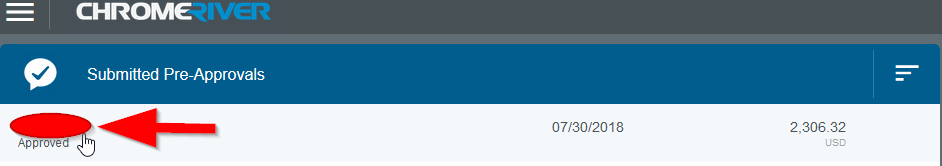 CHROMERIVER
Submitted Pre-Approvals
07/30/2018 2,306.32
Approved USD